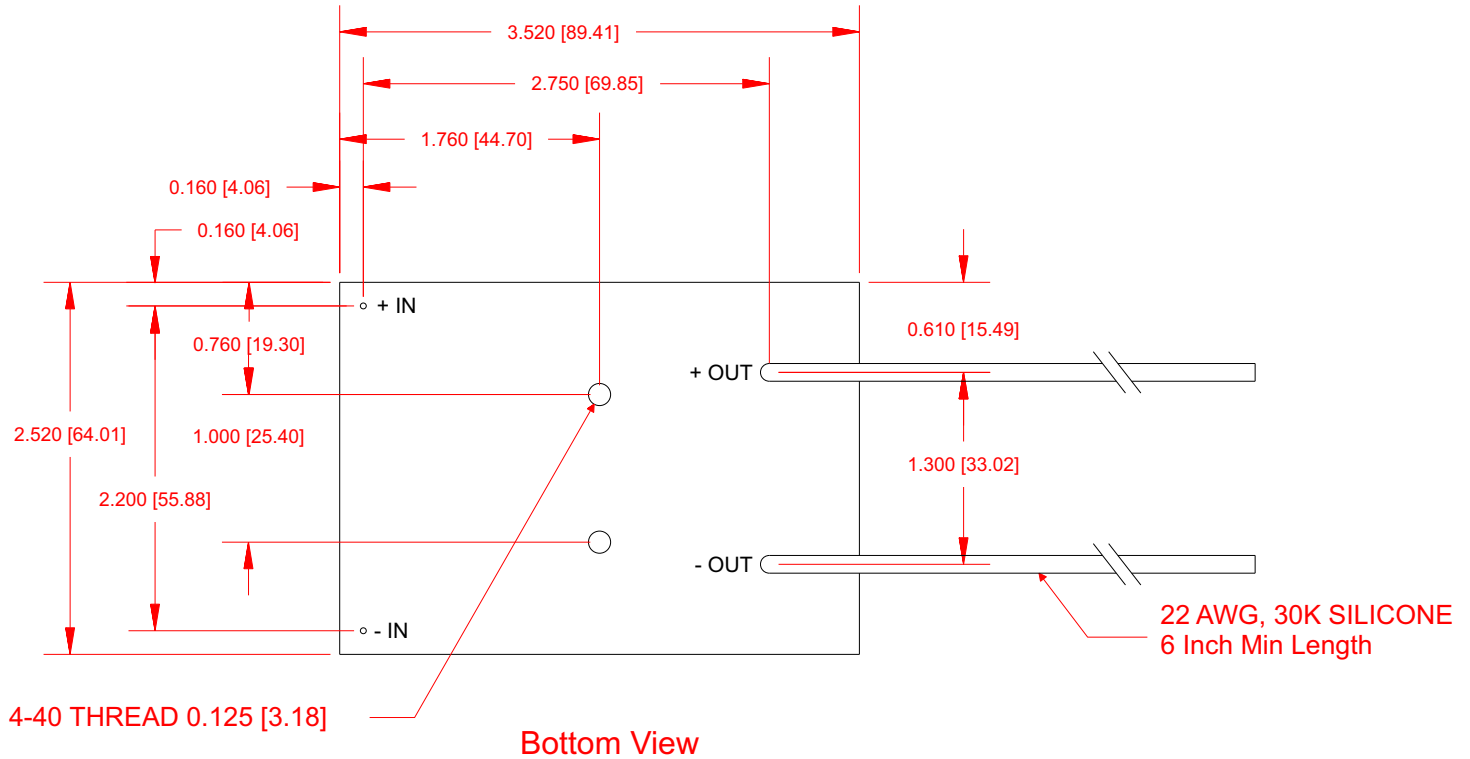 3.520 [89.41]
2.750 [69.85]
1.760 [44.70]
0.160 [4.06]
0.160 [4.06]
+ IN
0.760 [19.30]
0.610 [15.49]
+ OUT
2.520 [64.01]
1.000 [25.40]
1.300 [33.02]
2.200 [55.88]
- OUT
- IN
22 AWG, 30K SILICONE
6 Inch Min Length
4-40 THREAD 0.125 [3.18]
Bottom View